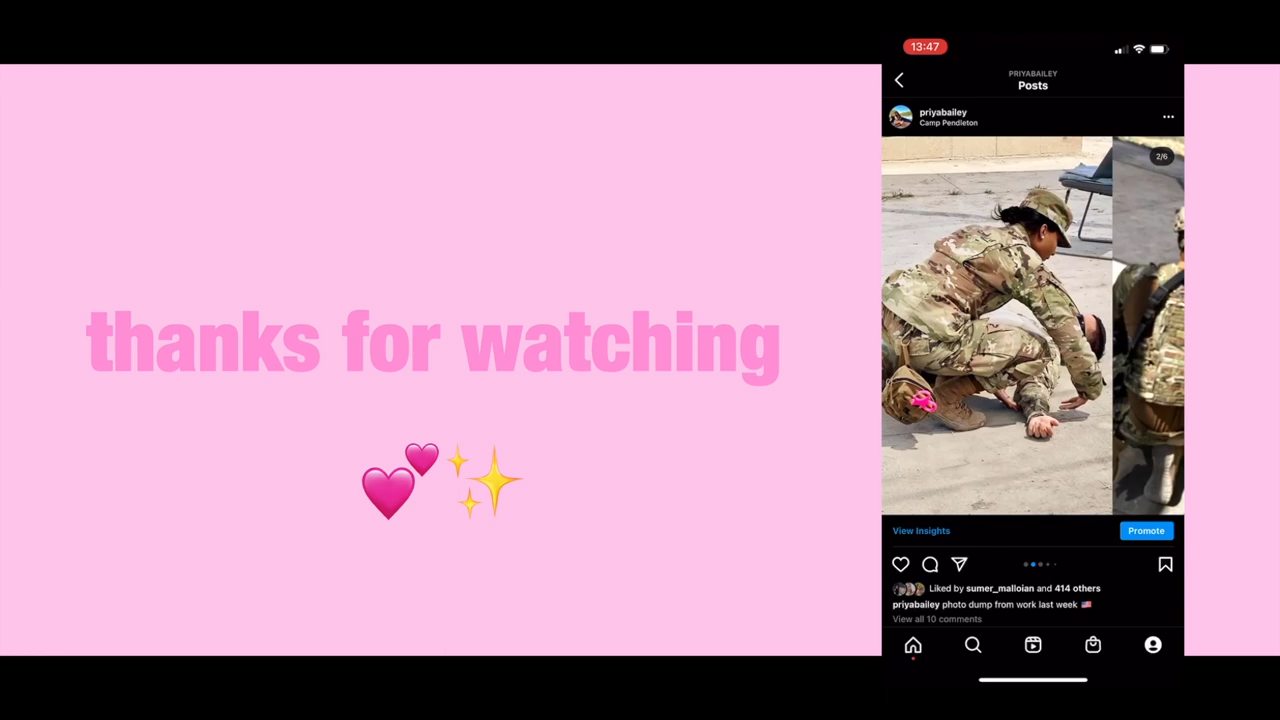 thanks for watching
13:47
PRIYABAILEY
Posts
priyabailey
Camp Pendleton
2/6
View Insights
Promote
Liked by sumer_malloian and 414 others
priyabailey photo dump from work last week 🇺🇸
View all 10 comments